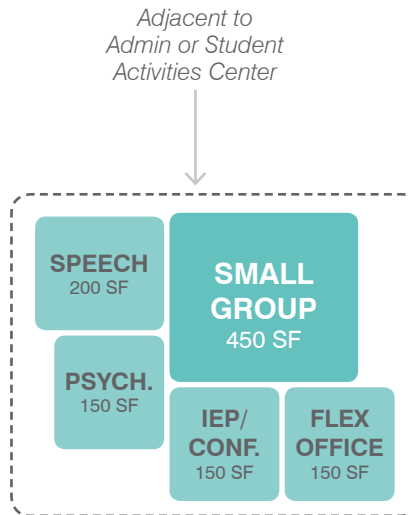 Adjacent to
Admin or Student
Activities Center
SPEECH
200 SF
SMALL
GROUP
450 SF
PSYCH.
150 SF
IEP/
CONF.
150 SF
FLEX
OFFICE
150 SF